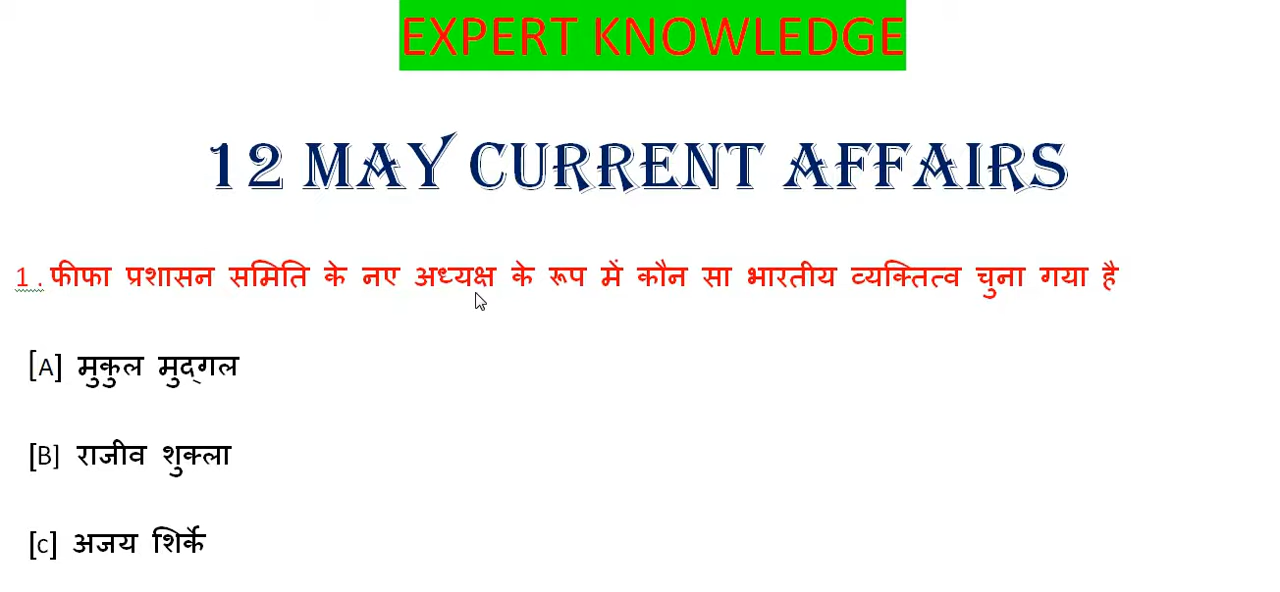 EXPERT KNOWLEDGE
12 MAY CURRENT AFFAIRS
1 . फीफा प्रशासन समिति के नए अध्यक्ष के रूप में कौन सा भारतीय व्यक्तित्व चुना गया है
[A] मुकुल मुद्गल
[B] राजीव शुक्ला
[c] अजय शिर्के